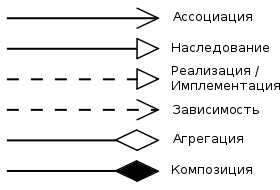 Ассоциация
Наследование
Реализация /
Имплементация
Зависимость
Агрегация
Композиция